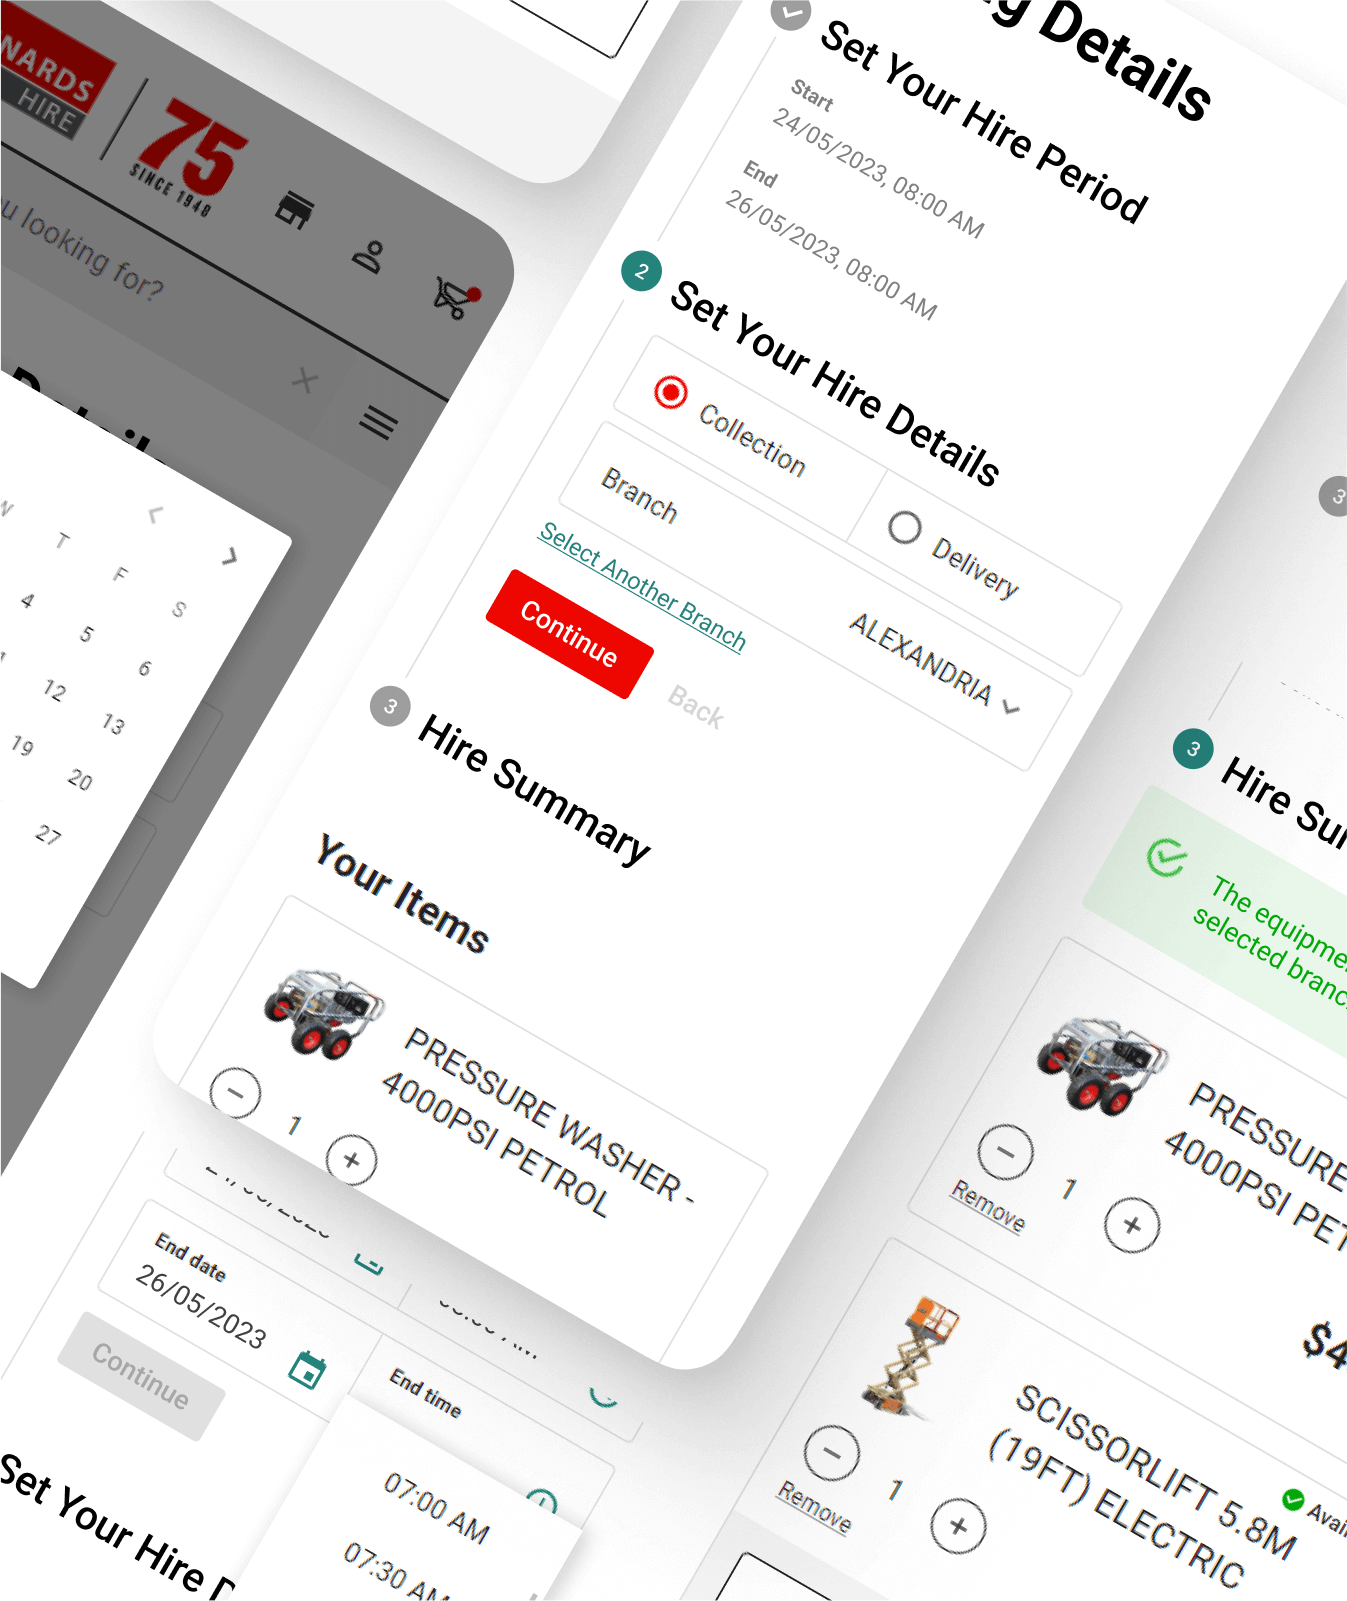 NARDS
HIRE
75
SINCE 1948
u looking for?
W
T
F
S
4
5
6
12
13
19
20
27
g Details
Set Your Hire Period
Start
24/05/2023, 08:00 AM
End
26/05/2023, 08:00 AM
2
Set Your Hire Details
Collection
Delivery
Branch
ALEXANDRIA
Select Another Branch
Continue
Back
3
Hire Summary
Your Items
PRESSURE WASHER -
4000PSI PETROL
1
End date
26/05/2023
End time
Continue
07:00 AM
07:30 AM
Set Your Hire D
3
3
Hire Su
The equipme
selected branc
PRESSURE
4000PSI PET
1
Remove
$4
SCISSORLIFT 5.8M
(19FT) ELECTRIC
Avai
1
Remove